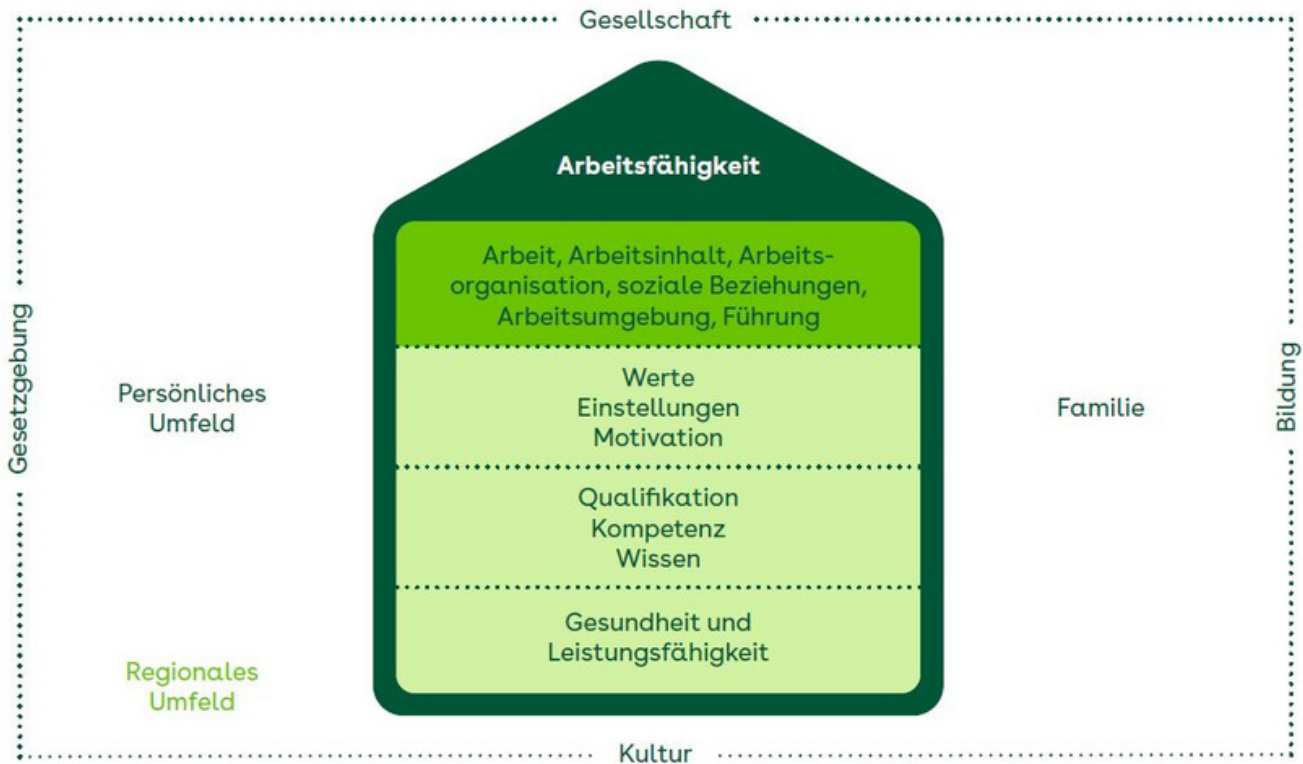 Gesellschaft
Arbeitsfähigkeit
Arbeit, Arbeitsinhalt, Arbeits-
organisation, soziale Beziehungen,
Arbeitsumgebung, Führung
Werte
Einstellungen
Motivation
Qualifikation
Kompetenz
Wissen
Gesundheit und
Leistungsfähigkeit
Gesetzgebung
Persönliches
Umfeld
Regionales
Umfeld
Familie
Bildung
Kultur